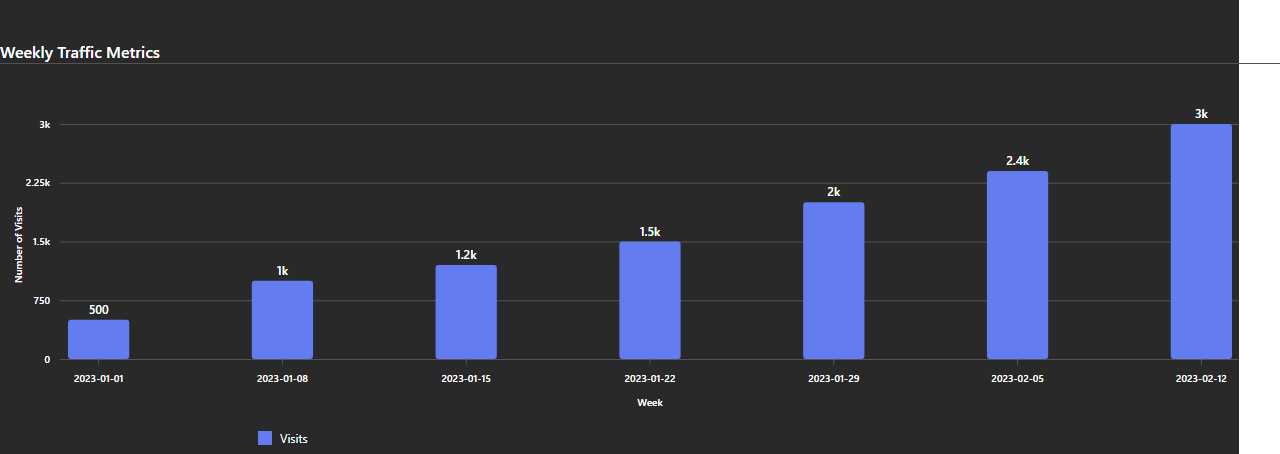 Weekly Traffic Metrics
3k
3k
2.4k
2.25k
2k
1.5k
1.5k
1.2k
1k
750
500
0
Number of Visits
2023-01-01 2023-01-08 2023-01-15 2023-01-22 2023-01-29 2023-02-05 2023-02-12
Week
Visits